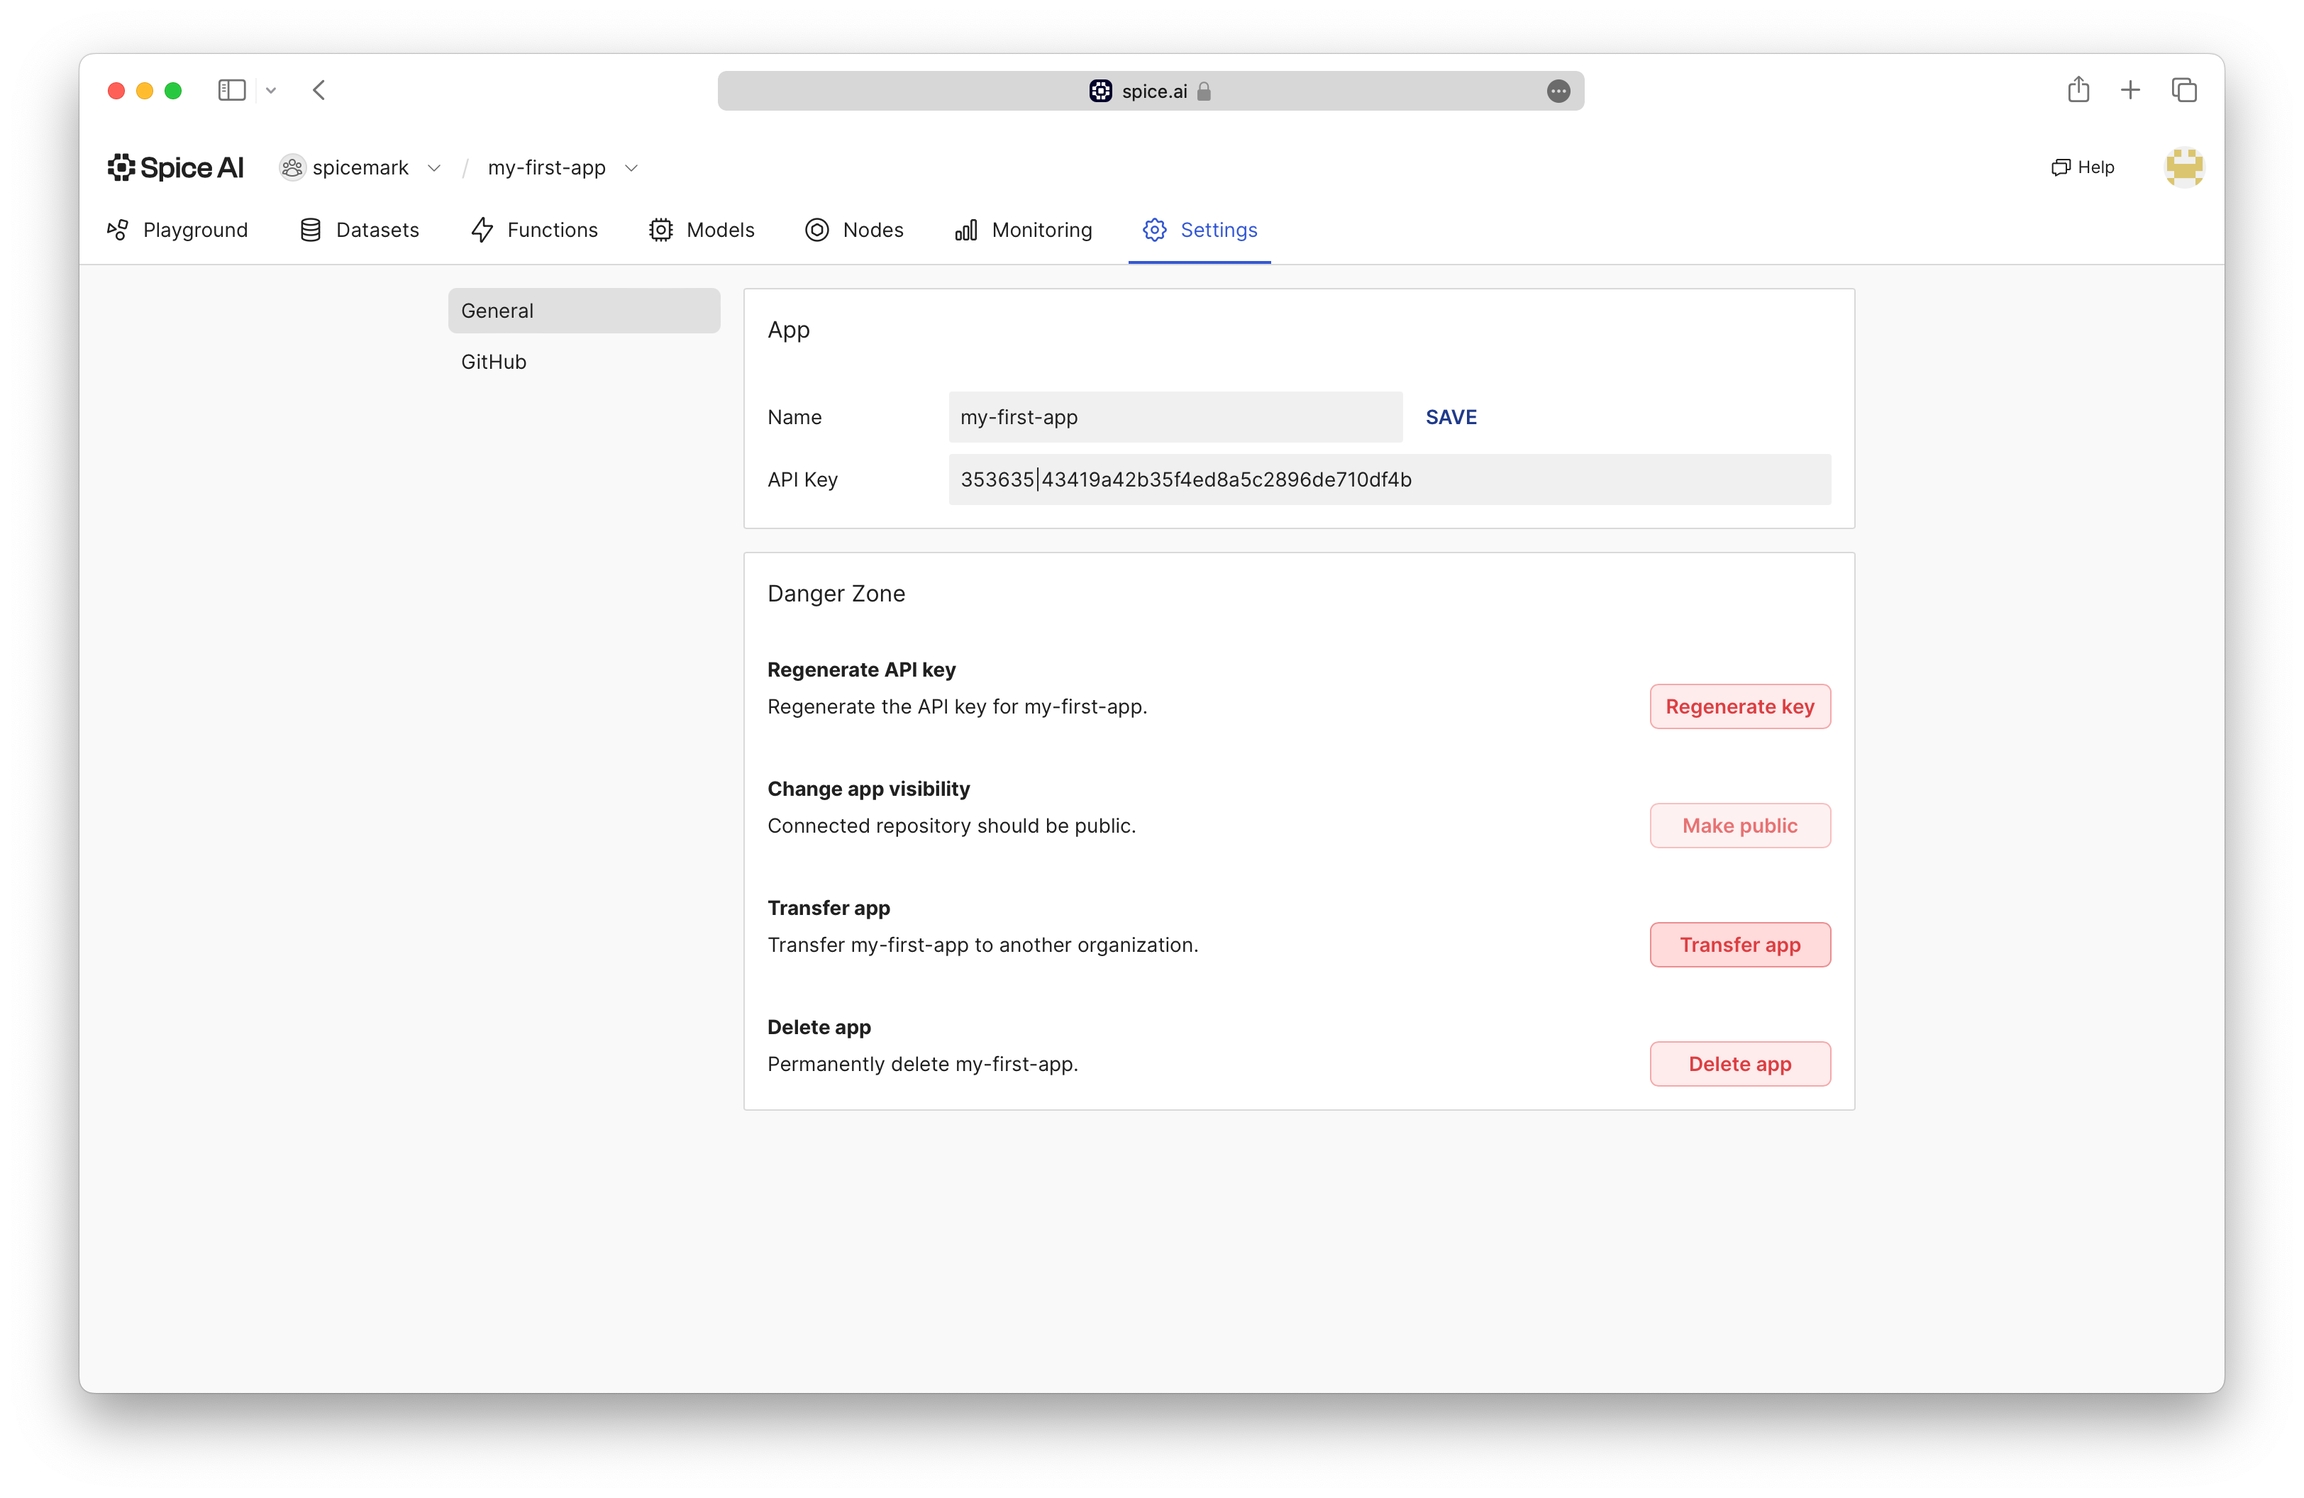 spice.ai
Spice AI spicemark / my-first-app Help
Playground Datasets Functions Models Nodes Monitoring Settings
General
GitHub
App
Name my-first-app SAVE
API Key 353635|43419a42b35f4ed8a5c2896de710df4b
Danger Zone
Regenerate API key
Regenerate the API key for my-first-app. Regenerate key
Change app visibility
Connected repository should be public. Make public
Transfer app
Transfer my-first-app to another organization. Transfer app
Delete app
Permanently delete my-first-app. Delete app